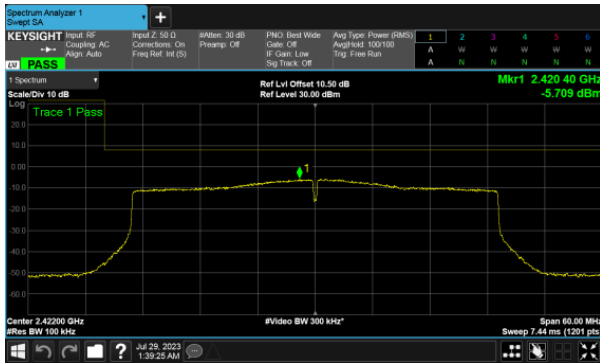 Spectrum Analyzer 1
Swept SA
+
KEYSIGHT
Input: RF
Coupling: AC
Align: Auto
Input Z: 50 Ω
Corrections: On
Freq Ref: Int (S)
#Atten: 30 dB
Preamp: Off
PNO: Best Wide
Gate: Off
IF Gain: Low
Sig Track: Off
Avg Type: Power (RMS)
Avg|Hold: 100/100
Trig: Free Run
1 2 3 4 5 6
A W W W W W
A N N N N N
LXI PASS
1 Spectrum
Scale/Div 10 dB
Ref Lvl Offset 10.50 dB
Ref Level 30.00 dBm
Mkr1 2.420 40 GHz
-5.709 dBm
Log
Trace 1 Pass
20.0
10.0
0.00
1
-10.0
-20.0
-30.0
-40.0
-50.0
-60.0
Center 2.42200 GHz
#Res BW 100 kHz
#Video BW 300 kHz*
Span 60.00 MHz
Sweep 7.44 ms (1201 pts)
? Jul 29, 2023
1:39:25 AM